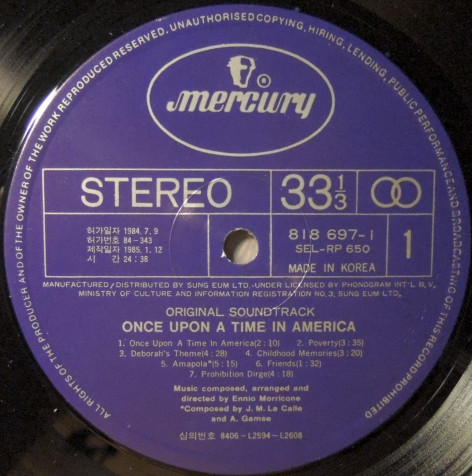 ALL RIGHTS OF THE PRODUCER AND OF THE OWNER OF THE WORK REPRODUCED RESERVED. UNAUTHORISED COPYING, HIRING, LENDING, PUBLIC PERFORMANCE AND BROADCASTING OF THIS RECORD PROHIBITED
®
mercury
STEREO
33 1/3
허가일자 1984. 7. 9
허가번호 84-343
제작일자 1985. 1. 12
시 간 24 : 38
818 697-1
SEL-RP 650
MADE IN KOREA
1
MANUFACTURED/DISTRIBUTED BY SUNG EUM LTD.-UNDER LICENSED BY PHONOGRAM INT'L B. V.
MINISTRY OF CULTURE AND INFORMATION REGISTRATION NO. 3, SUNG EUM LTD.
ORIGINAL SOUNDTRACK
ONCE UPON A TIME IN AMERICA
1. Once Upon A Time In America(2 : 10) 2. Poverty(3 : 35)
3. Deborah's Theme(4 : 28) 4. Childhood Memories(3 : 20)
5. Amapola*(5 : 15) 6. Friends(1 : 32)
7. Prohibition Dirge(4 : 18)
Music composed, arranged and
directed by Ennio Morricone
*Composed by J. M. La Calle
and A. Gamse
심의번호 8406-L2594~L2608